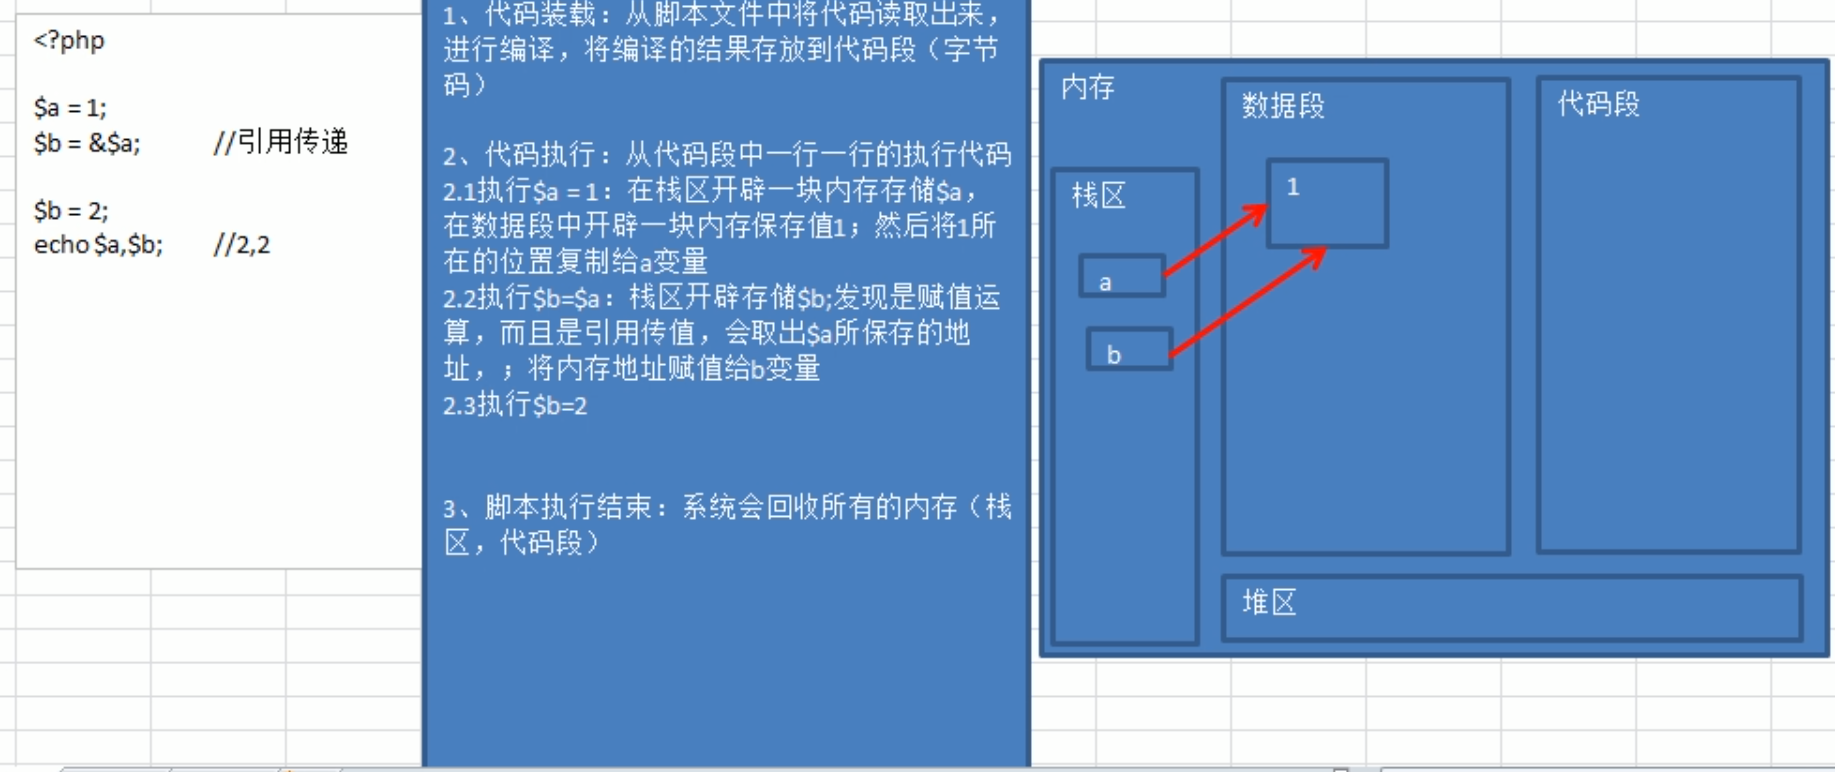 <?php
$a = 1;
$b = &$a; //引用传递
$b = 2;
echo $a,$b; //2,2
1、代码装载：从脚本文件中将代码读取出来，
进行编译，将编译的结果存放到代码段（字节
码）
2、代码执行：从代码段中一行一行的执行代码
2.1执行$a = 1：在栈区开辟一块内存存储$a，
在数据段中开辟一块内存保存值1；然后将1所
在的位置复制给a变量
2.2执行$b=$a：栈区开辟存储$b;发现是赋值运
算，而且是引用传值，会取出$a所保存的地
址，；将内存地址赋值给b变量
2.3执行$b=2
3、脚本执行结束：系统会回收所有的内存（栈
区，代码段）
内存
数据段
代码段
1
栈区
a
b
堆区